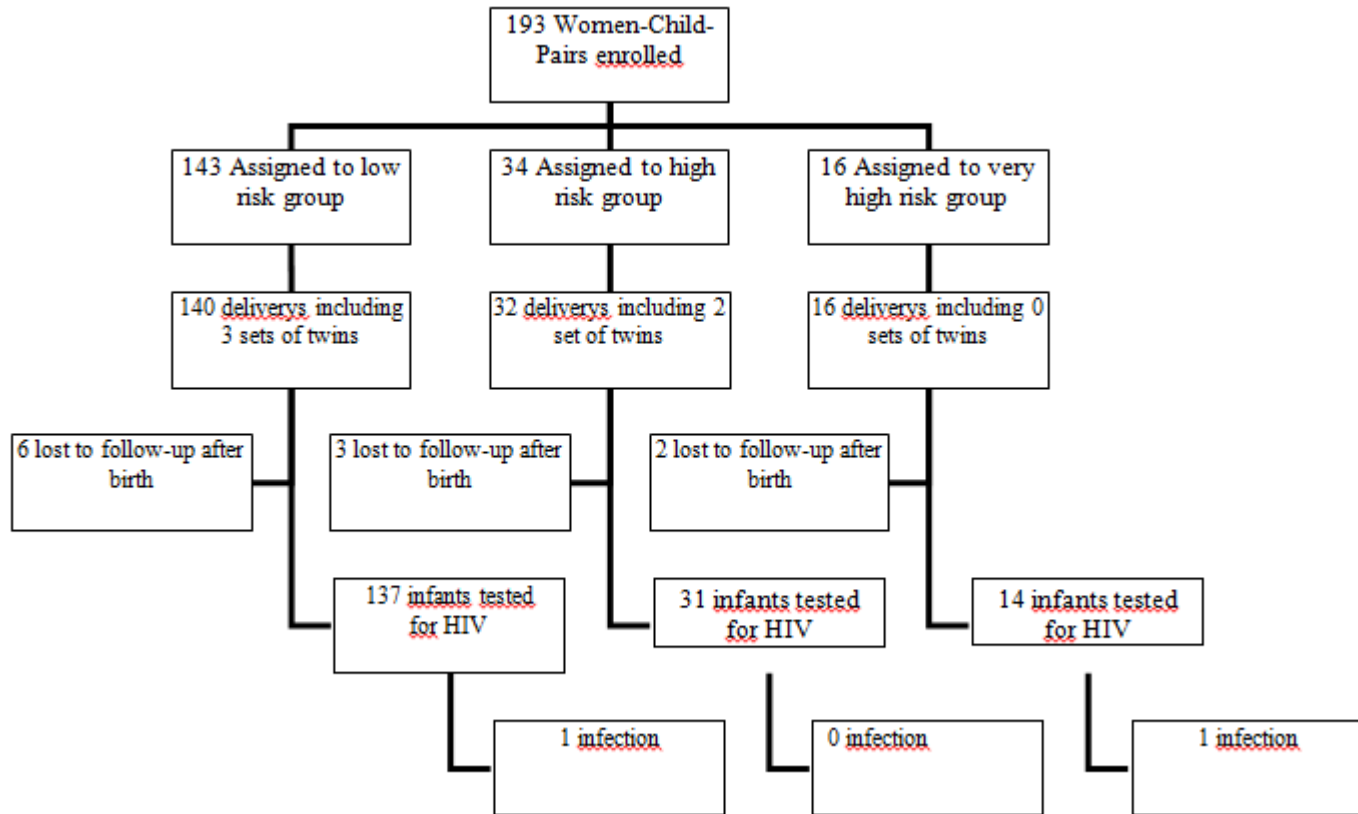 193 Women-Child-
Pairs enrolled
143 Assigned to low
risk group
34 Assigned to high
risk group
16 Assigned to very
high risk group
140 deliverys including
3 sets of twins
32 deliverys including 2
set of twins
16 deliverys including 0
sets of twins
6 lost to follow-up after
birth
3 lost to follow-up after
birth
2 lost to follow-up after
birth
137 infants tested
for HIV
31 infants tested
for HIV
14 infants tested
for HIV
1 infection
0 infection
1 infection